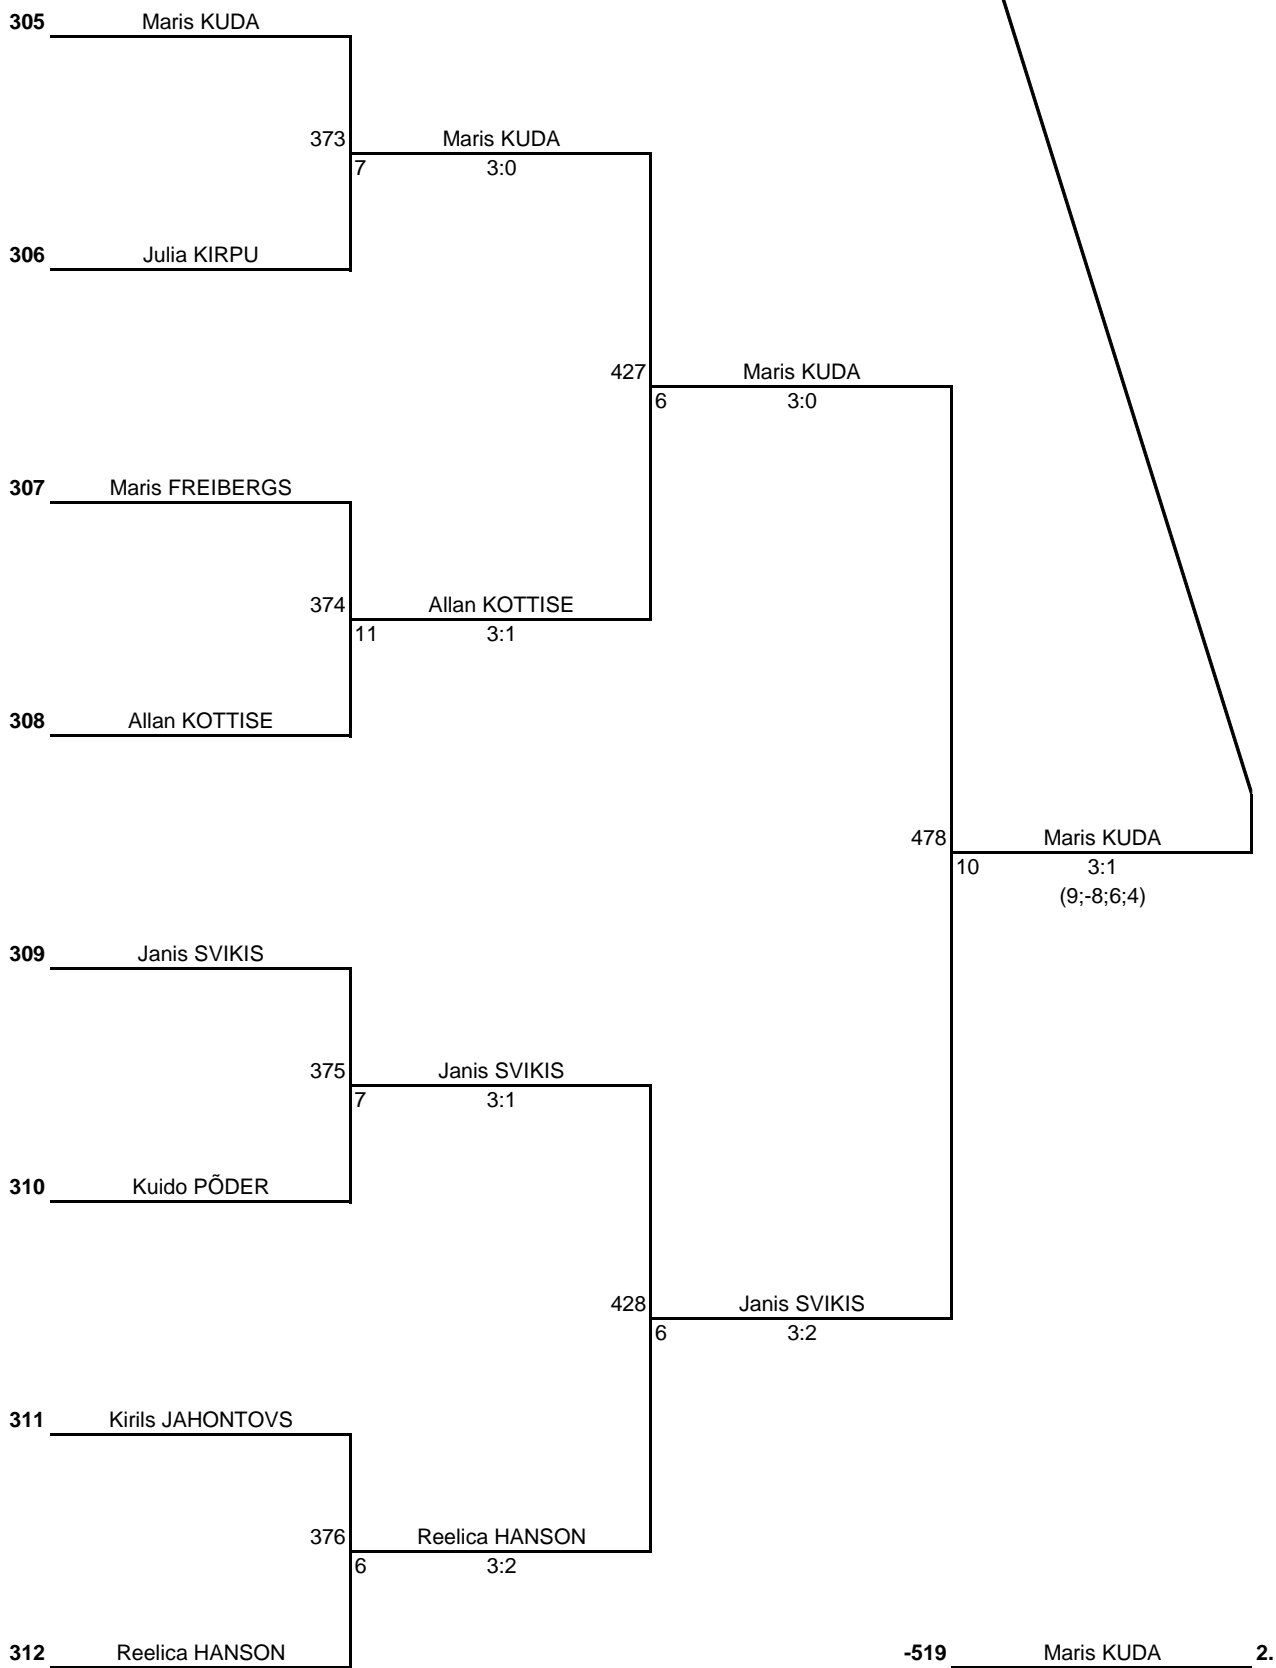 305 Maris KUDA
373 Maris KUDA
7 3:0
306 Julia KIRPU
427 Maris KUDA
6 3:0
307 Maris FREIBERGS
374 Allan KOTTISE
11 3:1
308 Allan KOTTISE
478 Maris KUDA
10 3:1
(9;-8;6;4)
309 Janis SVIKIS
375 Janis SVIKIS
7 3:1
310 Kuido PÕDER
428 Janis SVIKIS
6 3:2
311 Kirils JAHONTOVS
376 Reelica HANSON
6 3:2
312 Reelica HANSON
-519 Maris KUDA 2.